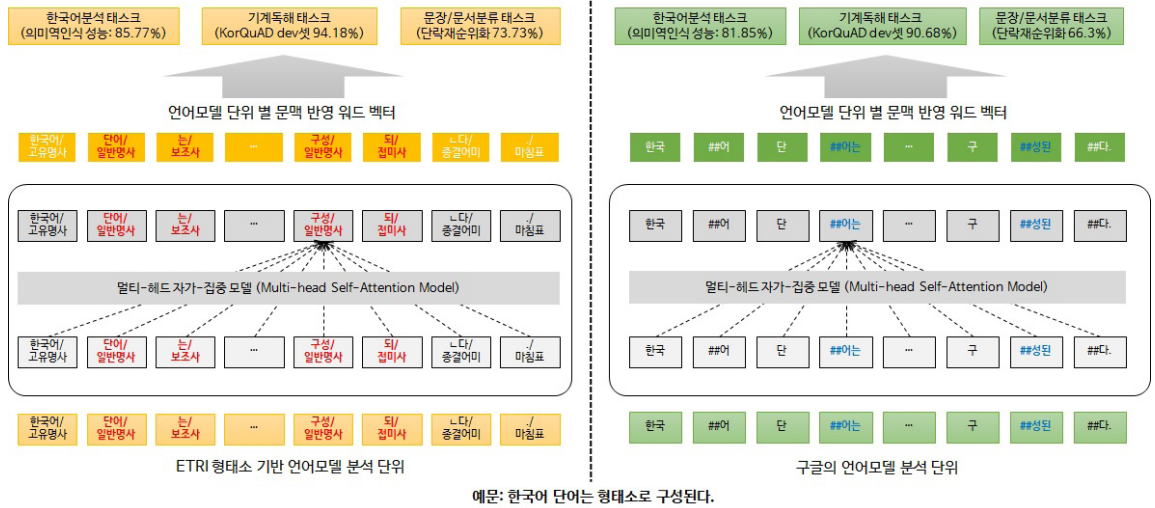 한국어분석 태스크
(의미역인식 성능: 85.77%)
기계독해 태스크
(KorQuAD dev셋 94.18%)
문장/문서분류 태스크
(단락재순위화 73.73%)
언어모델 단위 별 문맥 반영 워드 벡터
한국어/
고유명사
단어/
일반명사
는/
보조사
...
구성/
일반명사
되/
접미사
ㄴ다/
종결어미
./
마침표
한국어/
고유명사
단어/
일반명사
는/
보조사
...
구성/
일반명사
되/
접미사
ㄴ다/
종결어미
./
마침표
멀티-헤드 자가-집중 모델 (Multi-head Self-Attention Model)
한국어/
고유명사
단어/
일반명사
는/
보조사
...
구성/
일반명사
되/
접미사
ㄴ다/
종결어미
./
마침표
한국어/
고유명사
단어/
일반명사
는/
보조사
...
구성/
일반명사
되/
접미사
ㄴ다/
종결어미
./
마침표
ETRI 형태소 기반 언어모델 분석 단위
한국어분석 태스크
(의미역인식 성능: 81.85%)
기계독해 태스크
(KorQuAD dev셋 90.68%)
문장/문서분류 태스크
(단락재순위화 66.3%)
언어모델 단위 별 문맥 반영 워드 벡터
한국
##어
단
##어는
...
구
##성된
##다.
한국
##어
단
##어는
...
구
##성된
##다.
멀티-헤드 자가-집중 모델 (Multi-head Self-Attention Model)
한국
##어
단
##어는
...
구
##성된
##다.
한국
##어
단
##어는
...
구
##성된
##다.
구글의 언어모델 분석 단위
예문: 한국어 단어는 형태소로 구성된다.